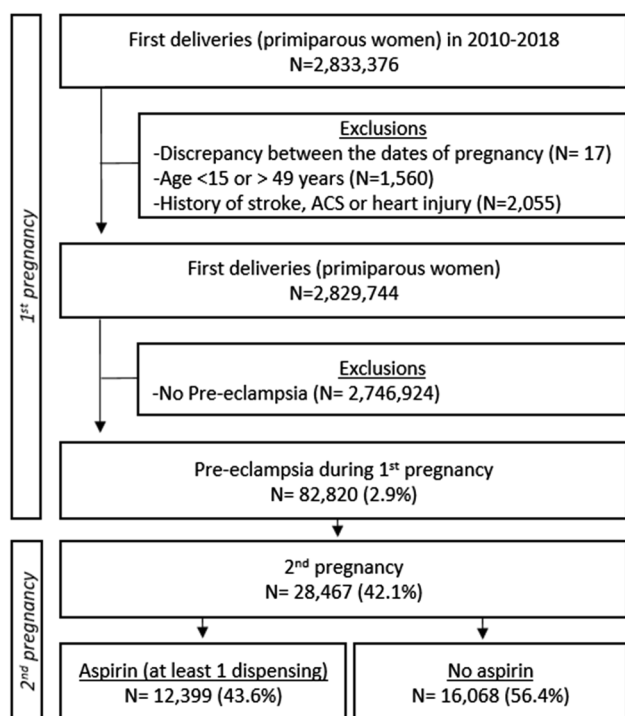 1st pregnancy
First deliveries (primiparous women) in 2010-2018
N=2,833,376
Exclusions
-Discrepancy between the dates of pregnancy (N= 17)
-Age <15 or > 49 years (N=1,560)
-History of stroke, ACS or heart injury (N=2,055)
First deliveries (primiparous women)
N=2,829,744
Exclusions
-No Pre-eclampsia (N= 2,746,924)
Pre-eclampsia during 1st pregnancy
N= 82,820 (2.9%)
2nd pregnancy
2nd pregnancy
N= 28,467 (42.1%)
Aspirin (at least 1 dispensing)
N= 12,399 (43.6%)
No aspirin
N= 16,068 (56.4%)